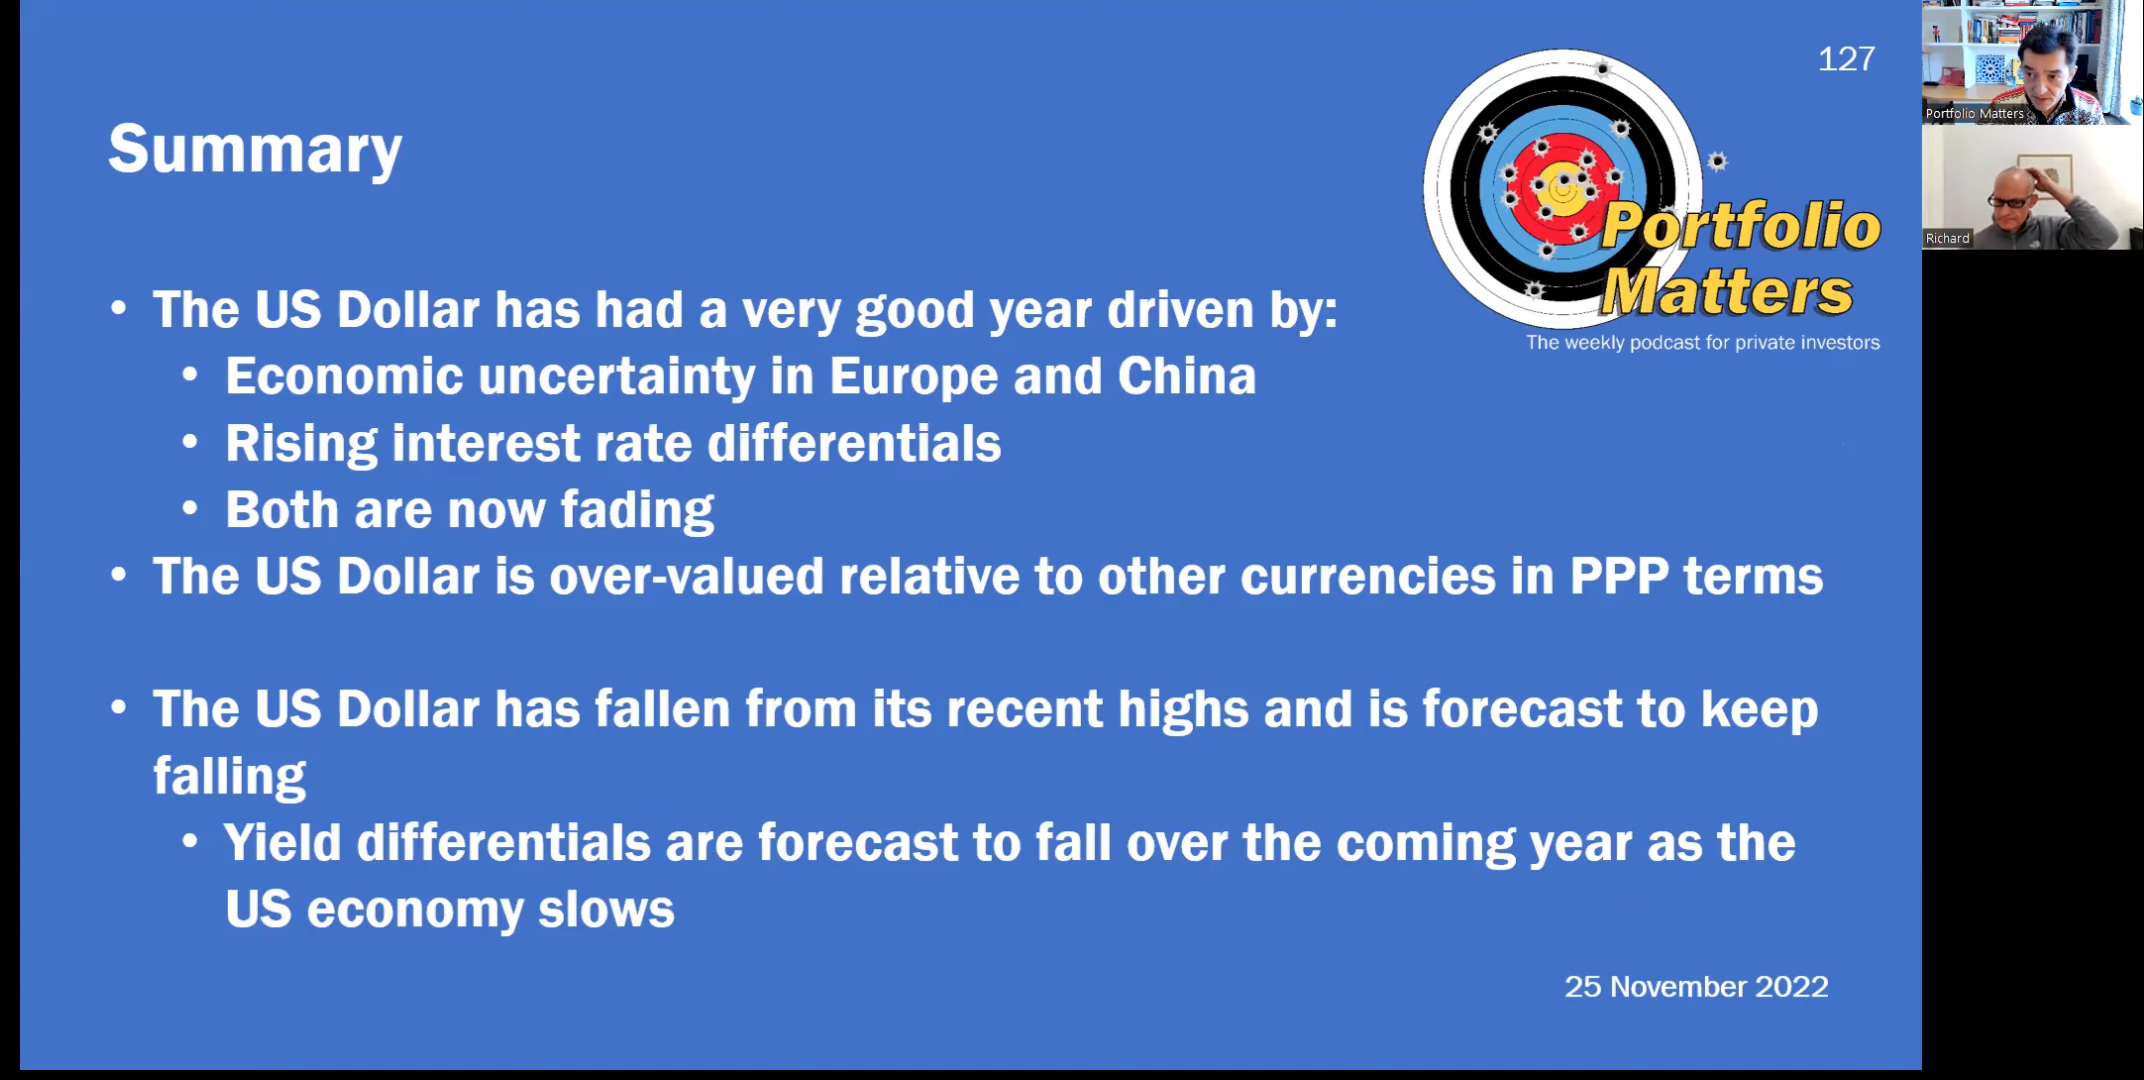 127
Summary
Portfolio
Matters
The weekly podcast for private investors
• The US Dollar has had a very good year driven by:
• Economic uncertainty in Europe and China
• Rising interest rate differentials
• Both are now fading
• The US Dollar is over-valued relative to other currencies in PPP terms
• The US Dollar has fallen from its recent highs and is forecast to keep
falling
• Yield differentials are forecast to fall over the coming year as the
US economy slows
25 November 2022
Portfolio Matters
Richard